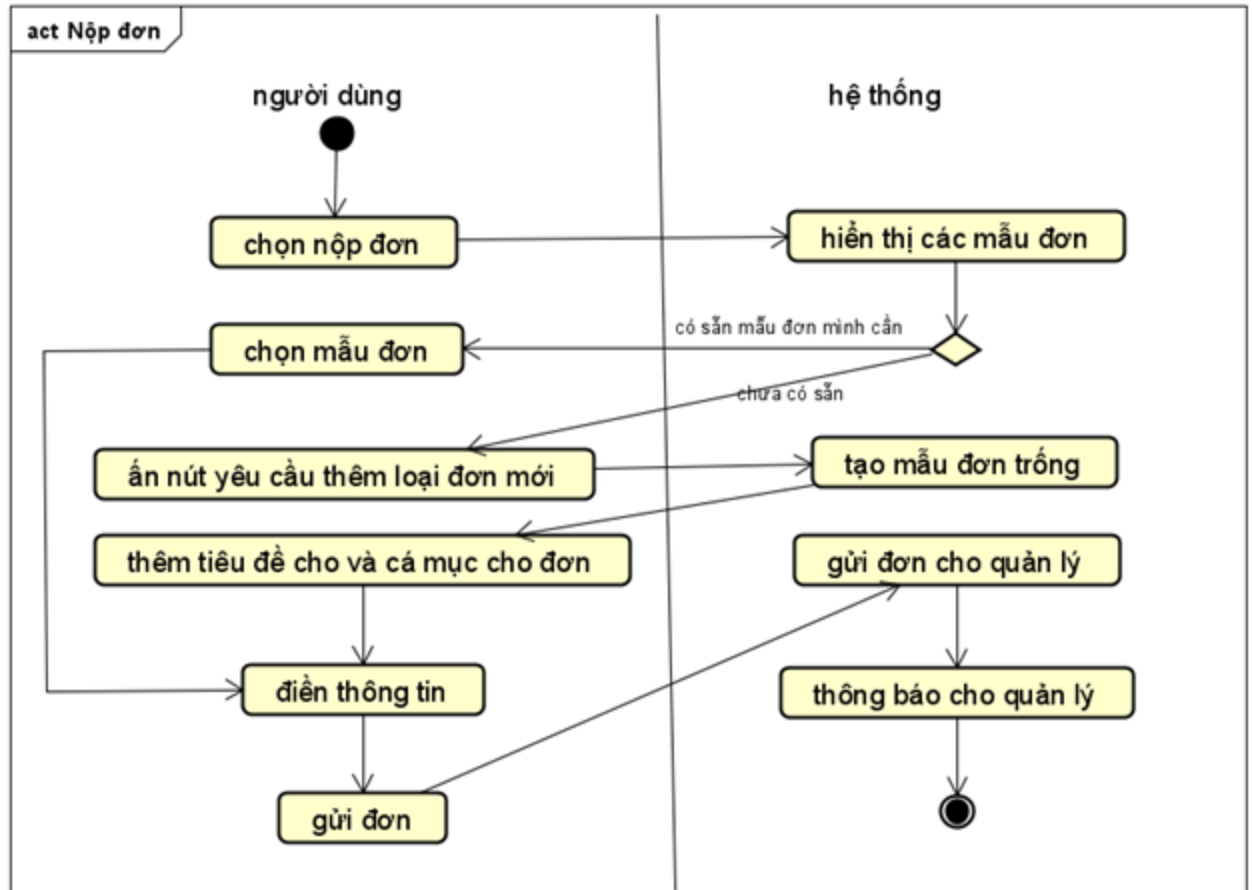 act Nộp đơn
người dùng
hệ thống
chọn nộp đơn
hiển thị các mẫu đơn
có sẵn mẫu đơn mình cần
chọn mẫu đơn
chưa có sẵn
ấn nút yêu cầu thêm loại đơn mới
tạo mẫu đơn trống
thêm tiêu đề cho và cá mục cho đơn
gửi đơn cho quản lý
điền thông tin
thông báo cho quản lý
gửi đơn